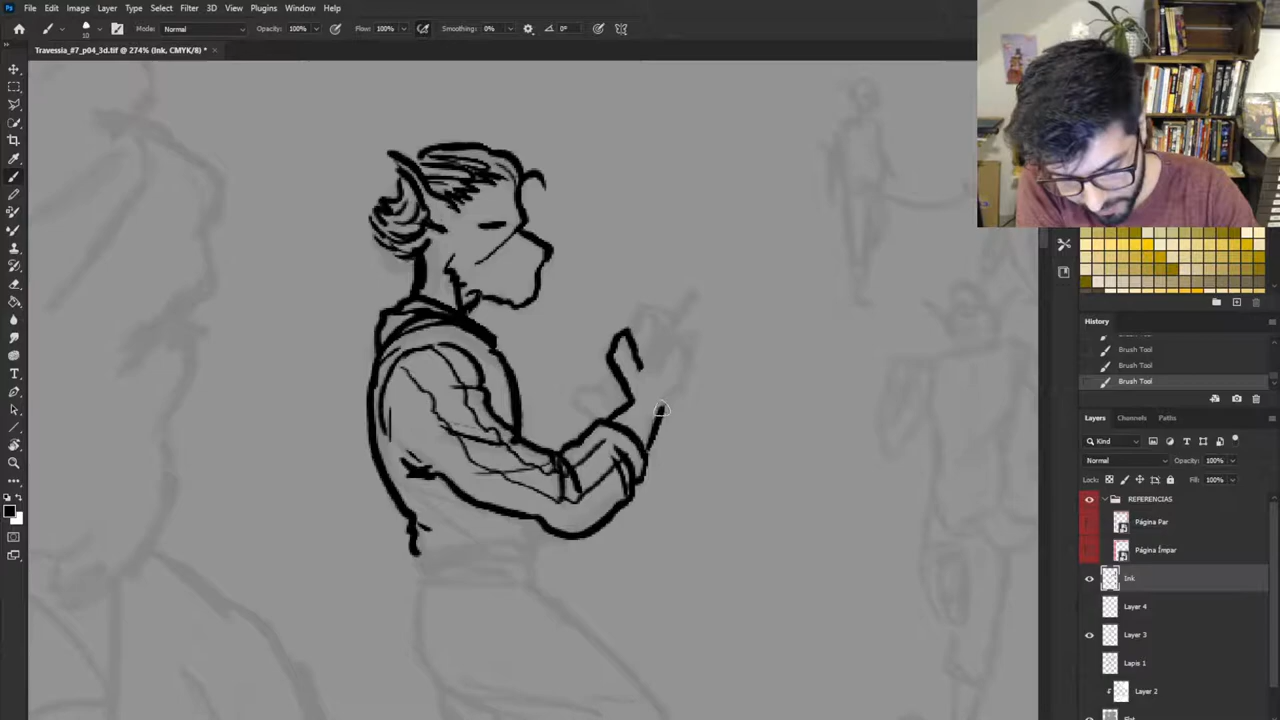 File Edit Image Layer Type Select Filter 3D View Plugins Window Help
10 Mode: Normal Opacity: 100% Flow: 100% Smoothing: 0% 0°
Travessia_#7_p04_3d.tif @ 274% (Ink, CMYK/8) *
History
Brush Tool
Brush Tool
Brush Tool
Layers Channels Paths
Kind
Normal Opacity: 100%
Lock: Fill: 100%
REFERENCIAS
Página Par
Página Ímpar
Ink
Layer 4
Layer 3
Lapis 1
Layer 2